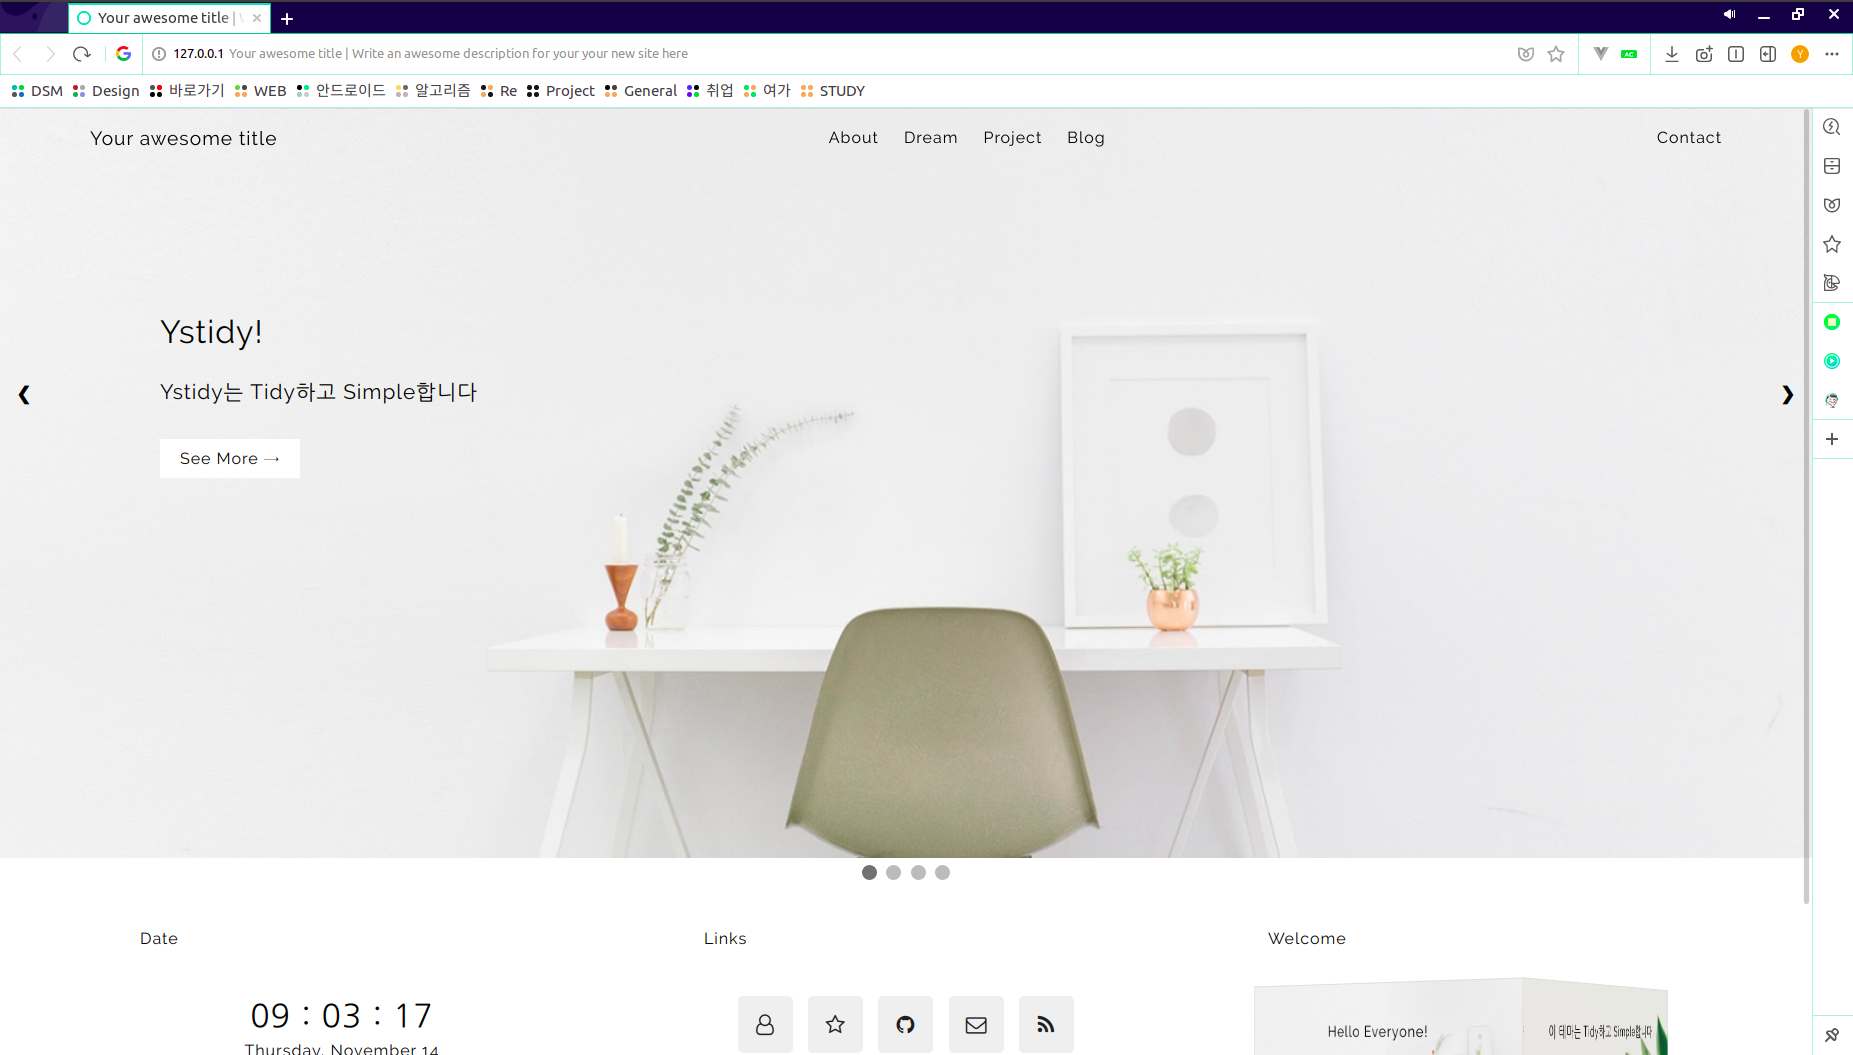 Your awesome title |
127.0.0.1 Your awesome title | Write an awesome description for your your new site here
Y
DSM Design 바로가기 WEB 안드로이드 알고리즘 Re Project General 취업 여가 STUDY
Your awesome title About Dream Project Blog Contact
Ystidy!
Ystidy는 Tidy하고 Simple합니다
❮ ❯
See More →
Date Links Welcome
09 : 03 : 17
Thursday, November 14
Hello Everyone! 이 테마는 Tidy하고 Simple합니다